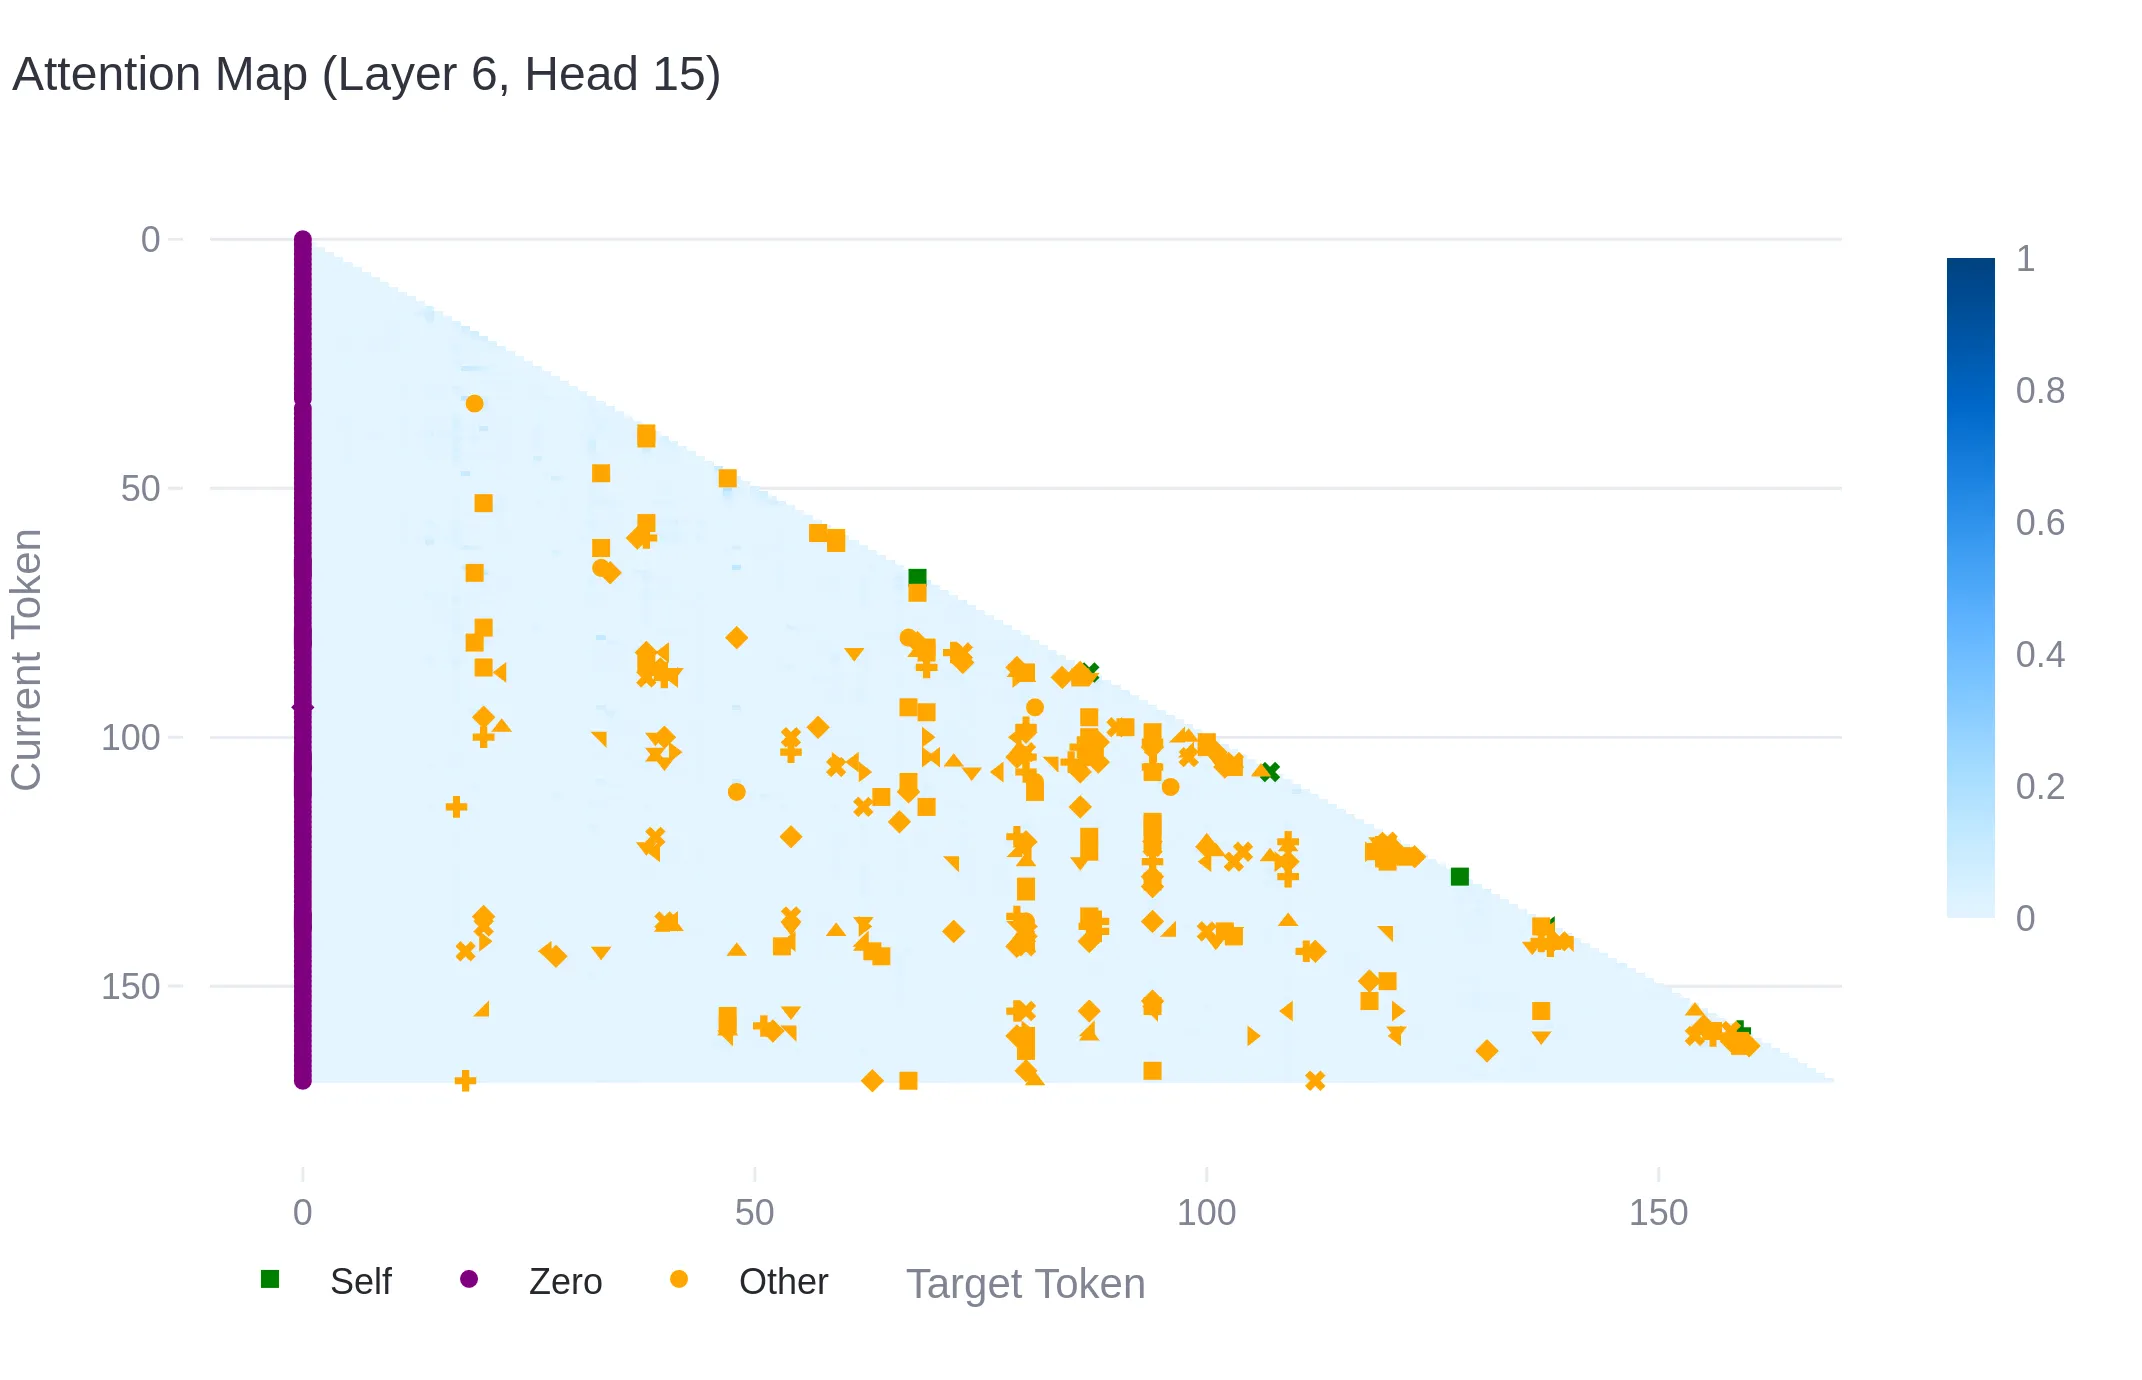 Attention Map (Layer 6, Head 15)
0
50
100
150
Current Token
1
0.8
0.6
0.4
0.2
0
0 50 100 150
Self Zero Other Target Token